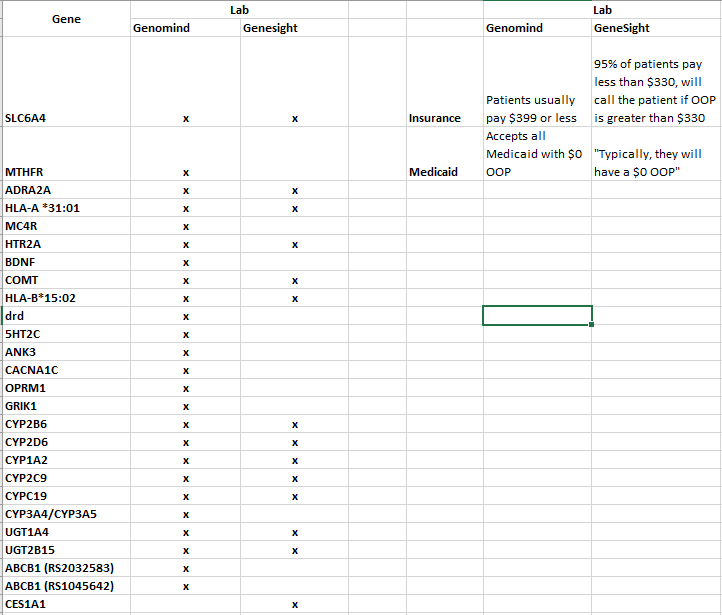 Gene Lab Lab
Genomind Genesight Genomind GeneSight
SLC6A4 x x Insurance Patients usually pay $399 or less 95% of patients pay less than $330, will call the patient if OOP is greater than $330
MTHFR x Medicaid Accepts all Medicaid with $0 OOP "Typically, they will have a $0 OOP"
ADRA2A x x
HLA-A *31:01 x x
MC4R x
HTR2A x x
BDNF x
COMT x x
HLA-B*15:02 x x
drd x
5HT2C x
ANK3 x
CACNA1C x
OPRM1 x
GRIK1 x
CYP2B6 x x
CYP2D6 x x
CYP1A2 x x
CYP2C9 x x
CYPC19 x x
CYP3A4/CYP3A5 x
UGT1A4 x x
UGT2B15 x x
ABCB1 (RS2032583) x
ABCB1 (RS1045642) x
CES1A1 x